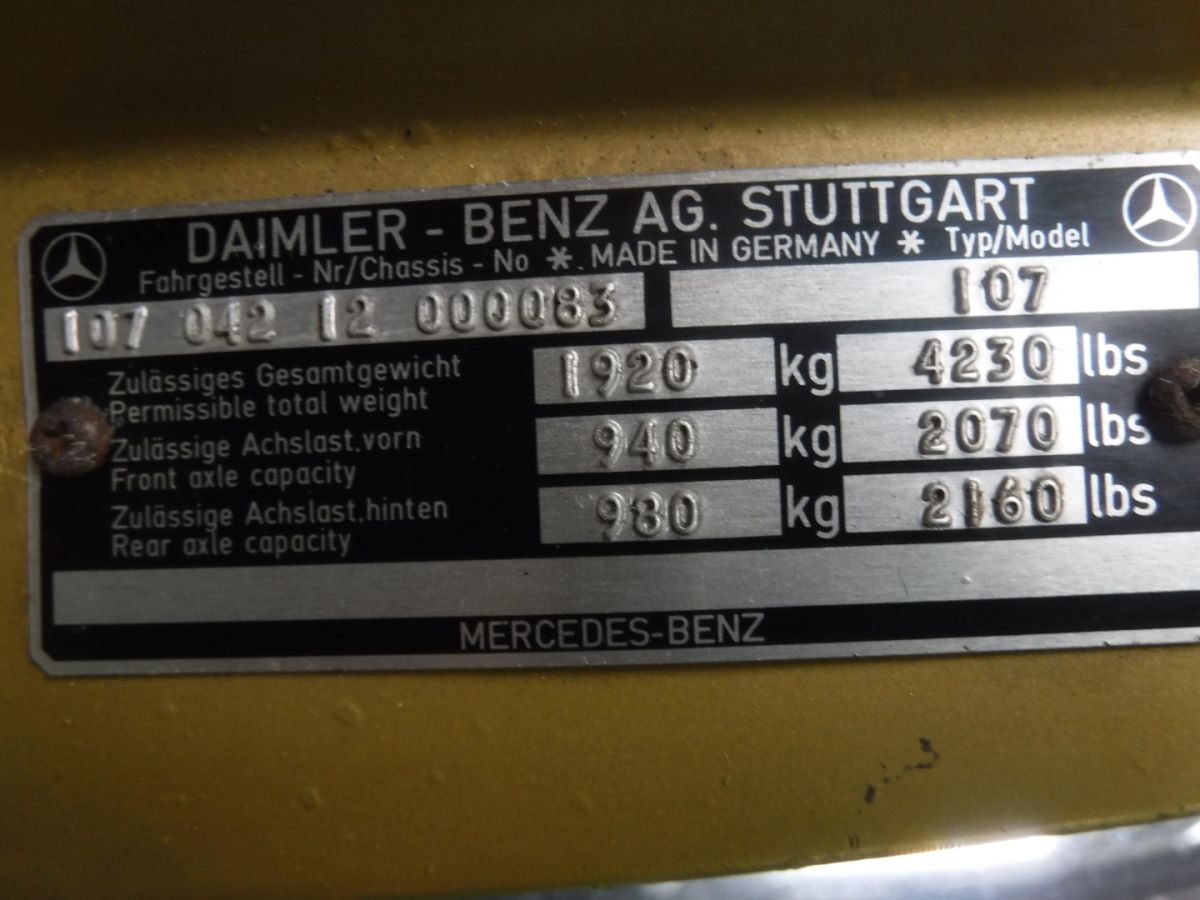 DAIMLER - BENZ AG. STUTTGART
Fahrgestell - Nr/Chassis - No * MADE IN GERMANY * Typ/Model
107 042 12 000083 107
Zulässiges Gesamtgewicht
Permissible total weight 1920 kg 4230 lbs
Zulässige Achslast.vorn
Front axle capacity 940 kg 2070 lbs
Zulässige Achslast.hinten
Rear axle capacity 980 kg 2160 lbs
MERCEDES-BENZ